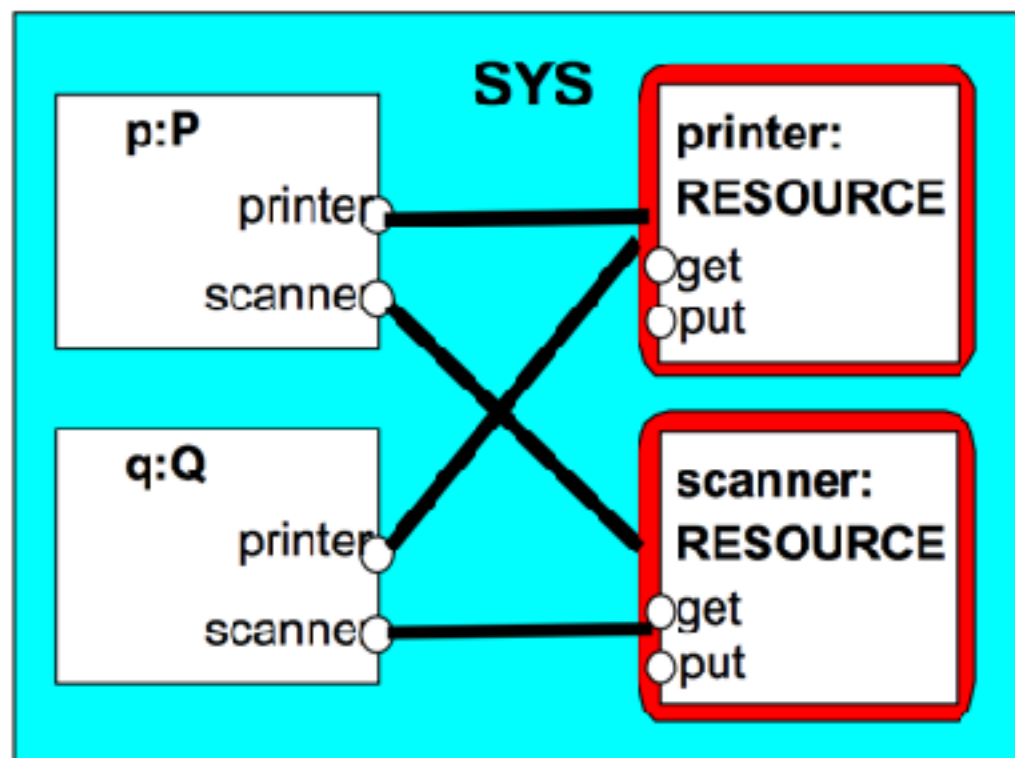 SYS
p:P
printer
scanner
printer:
RESOURCE
get
put
q:Q
printer
scanner
scanner:
RESOURCE
get
put